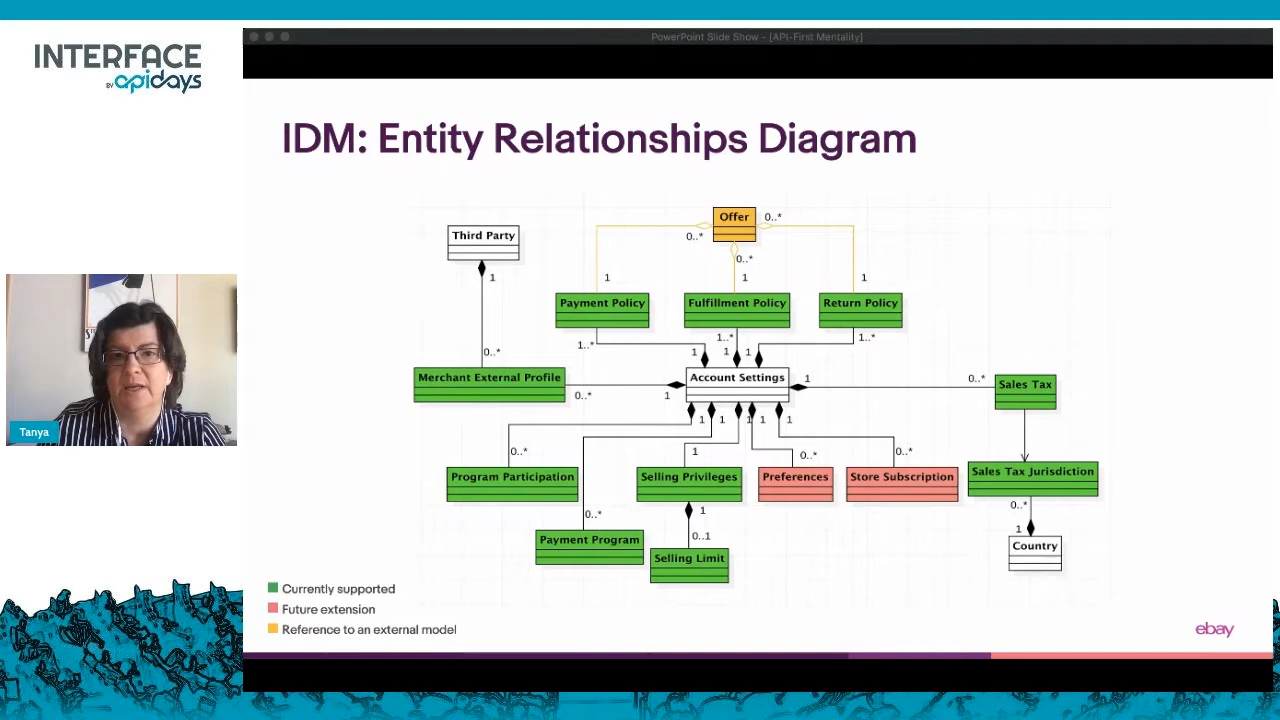 INTERFACE
BY apidays
PowerPoint Slide Show - [API-First Mentality]
IDM: Entity Relationships Diagram
Offer
0..*
0..*
0..*
Third Party
1
1
1
1
Payment Policy
Fulfillment Policy
Return Policy
1..*
1..*
1..*
0..*
1
1
1
Merchant External Profile
Account Settings
1
0..*
Sales Tax
0..*
1
1
1
1
1
1
0..*
1
0..*
0..*
Program Participation
Selling Privileges
Preferences
Store Subscription
Sales Tax Jurisdiction
0..*
1
0..*
1
0..1
Payment Program
Selling Limit
Country
Tanya
Currently supported
Future extension
Reference to an external model
ebay